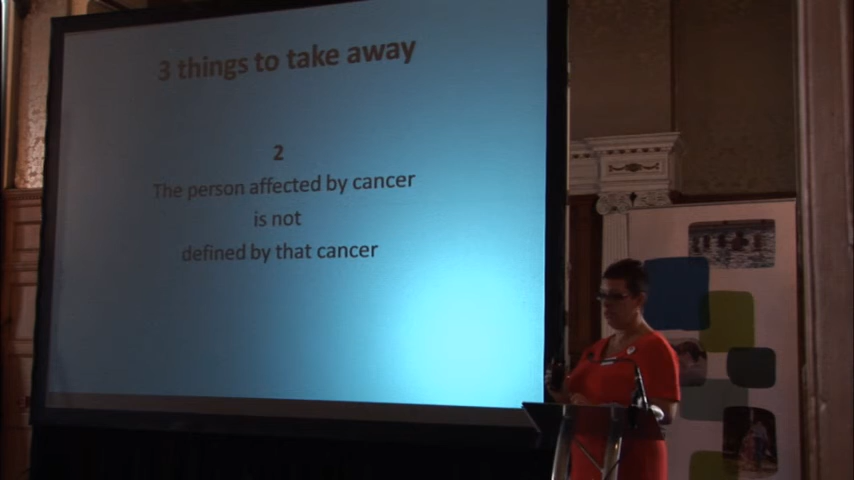 3 things to take away
2
The person affected by cancer
is not
defined by that cancer